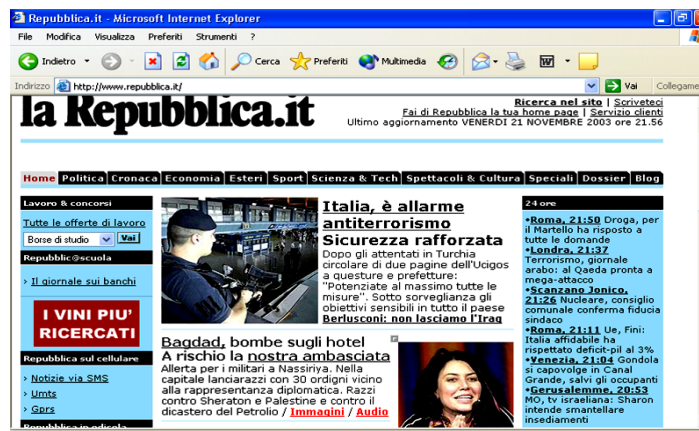 Repubblica.it - Microsoft Internet Explorer
File Modifica Visualizza Preferiti Strumenti ?
Indietro Cerca Preferiti Multimedia
Indirizzo http://www.repubblica.it/ Vai Collegame
la Repubblica.it
Ricerca nel sito | Scriveteci
Fai di Repubblica la tua home page | Servizio clienti
Ultimo aggiornamento VENERDI 21 NOVEMBRE 2003 ore 21.56
Home Politica Cronaca Economia Esteri Sport Scienza & Tech Spettacoli & Cultura Speciali Dossier Blog
Lavoro & concorsi
Tutte le offerte di lavoro
Borse di studio Vai
Repubblic@scuola
› Il giornale sui banchi
I VINI PIU'
RICERCATI
Repubblica sul cellulare
› Notizie via SMS
› Umts
› Gprs
Repubblica in edicola
Italia, è allarme
antiterrorismo
Sicurezza rafforzata
Dopo gli attentati in Turchia
circolare di due pagine dell'Ucigos
a questure e prefetture:
"Potenziate al massimo tutte le
misure". Sotto sorveglianza gli
obiettivi sensibili in tutto il paese
Berlusconi: non lasciamo l'Iraq
Bagdad, bombe sugli hotel
A rischio la nostra ambasciata
Allerta per i militari a Nassiriya. Nella
capitale lanciarazzi con 30 ordigni vicino
alla rappresentanza diplomatica. Razzi
contro Sheraton e Palestine e contro il
dicastero del Petrolio / Immagini / Audio
24 ore
•Roma, 21:50 Droga, per
il Martello ha risposto a
tutte le domande
•Londra, 21:37
Terrorismo, giornale
arabo: al Qaeda pronta a
mega-attacco
•Scanzano Jonico,
21:26 Nucleare, consiglio
comunale conferma fiducia
sindaco
•Roma, 21:11 Ue, Fini:
Italia affidabile ha
rispettato deficit-pil al 3%
•Venezia, 21:04 Gondola
si capovolge in Canal
Grande, salvi gli occupanti
•Gerusalemme, 20:53
MO, tv israeliana: Sharon
intende smantellare
insediamenti